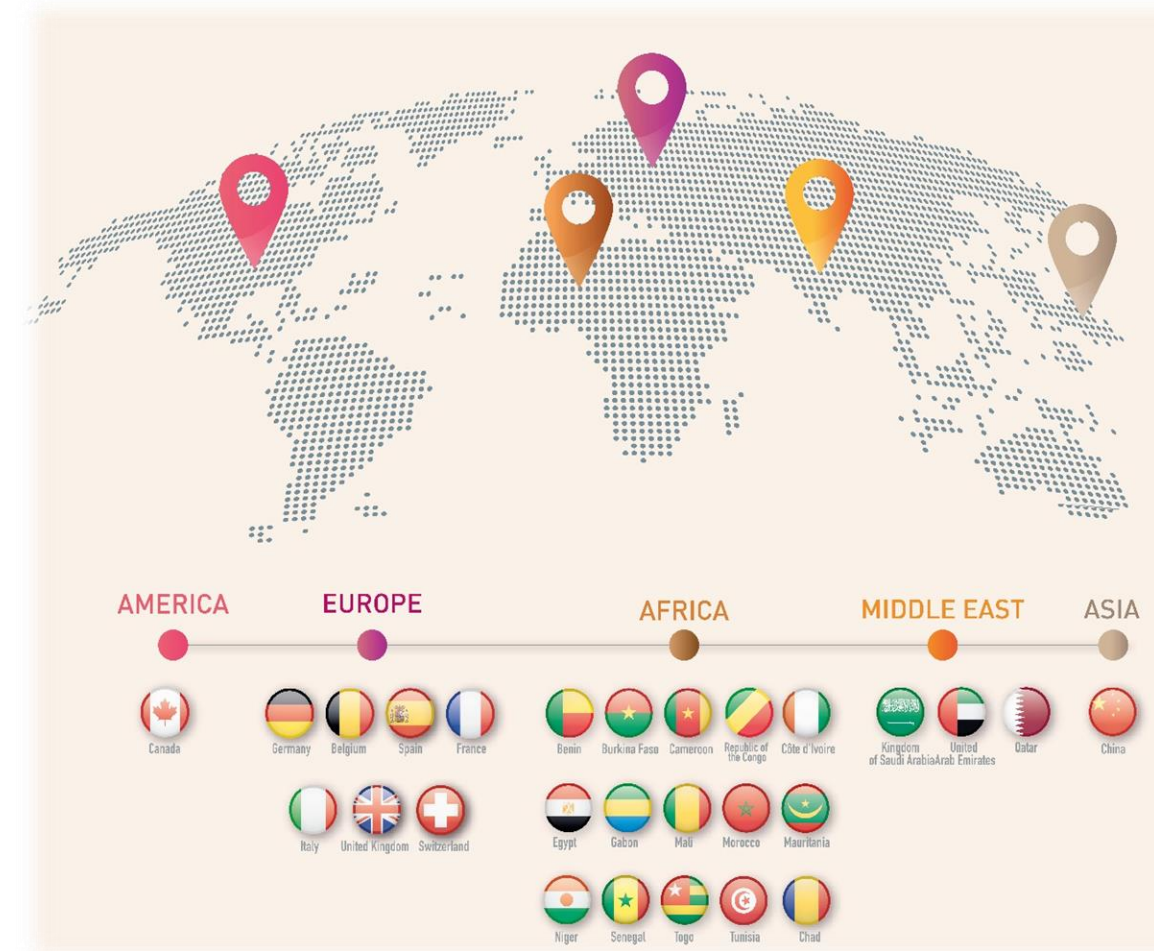 AMERICA
EUROPE
AFRICA
MIDDLE EAST
ASIA
Canada
Germany
Belgium
Spain
France
Benin
Burkina Faso
Cameroon
Republic of
the Congo
Côte d'Ivoire
Kingdom
of Saudi Arabia
United
Arab Emirates
Qatar
China
Italy
United Kingdom
Switzerland
Egypt
Gabon
Mali
Morocco
Mauritania
Niger
Senegal
Togo
Tunisia
Chad